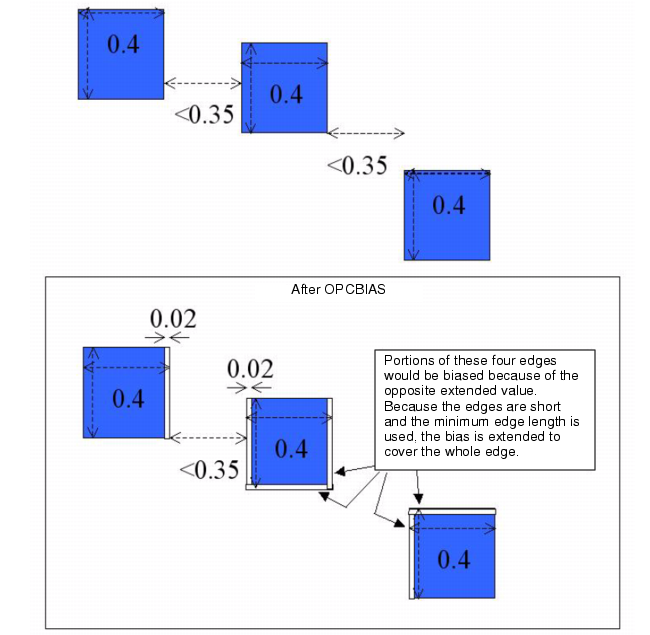 0.4
<0.35
0.4
<0.35
0.4
After OPCBIAS
0.02
0.4
<0.35
0.02
0.4
Portions of these four edges
would be biased because of the
opposite extended value.
Because the edges are short
and the minimum edge length is
used, the bias is extended to
cover the whole edge.
0.4